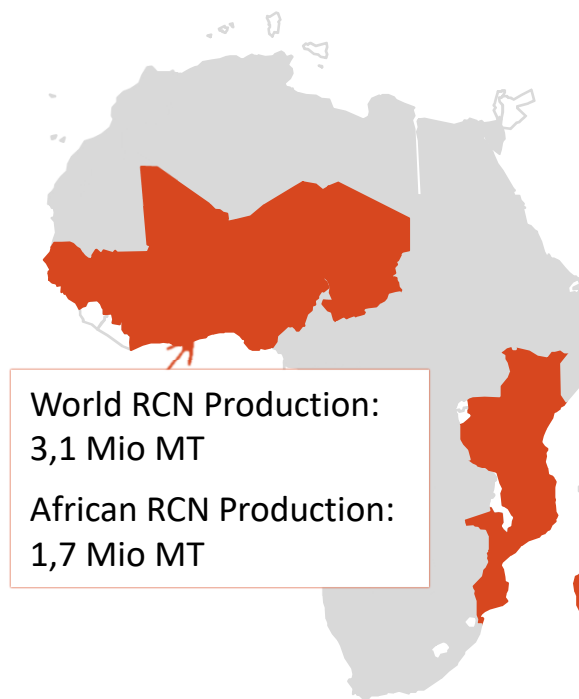 World RCN Production:
3,1 Mio MT
African RCN Production:
1,7 Mio MT